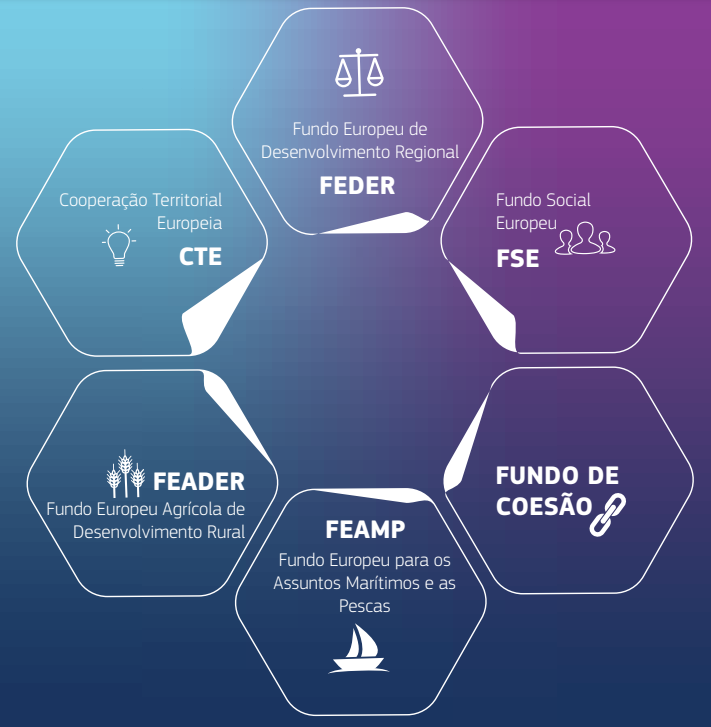 Fundo Europeu de
Desenvolvimento Regional
FEDER
Fundo Social
Europeu
FSE
FUNDO DE
COESÃO
FEAMP
Fundo Europeu para os
Assuntos Marítimos e as
Pescas
FEADER
Fundo Europeu Agrícola de
Desenvolvimento Rural
Cooperação Territorial
Europeia
CTE